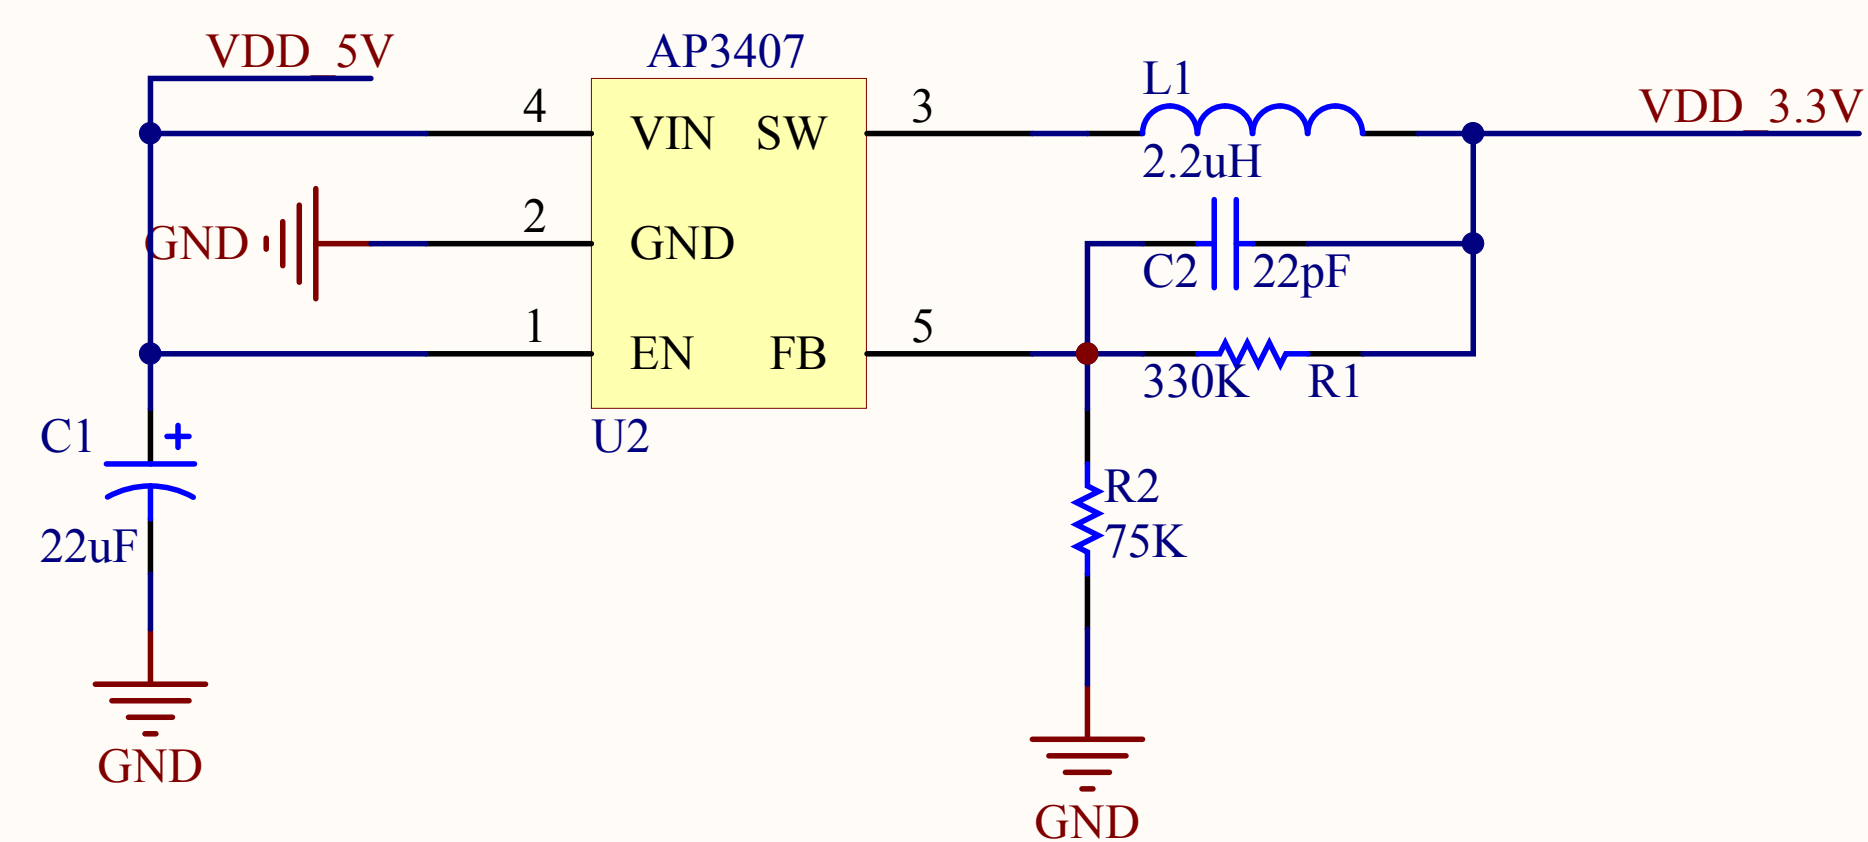 VDD_5V
AP3407
4
VIN
SW
3
L1
2.2uH
VDD_3.3V
GND
2
GND
C2
22pF
1
EN
FB
5
330K
R1
C1
+
22uF
U2
R2
75K
GND
GND